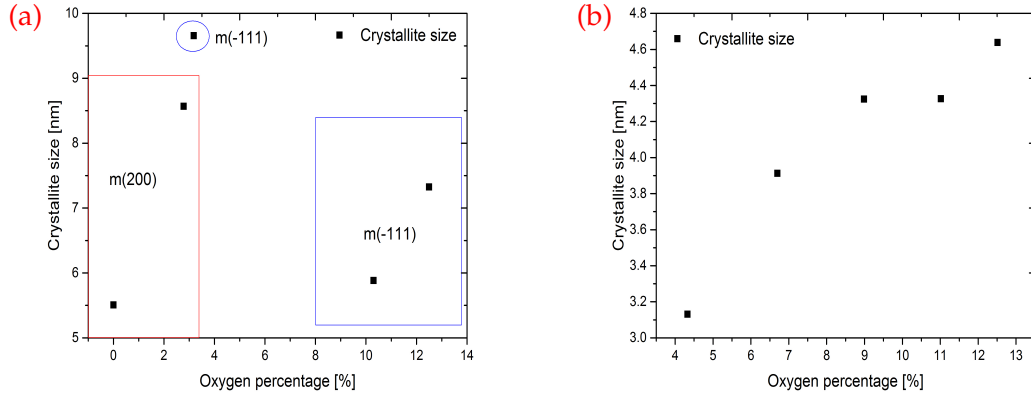 (a)
10
9
8
7
6
5
Crystallite size [nm]
m(-111)
Crystallite size
m(200)
m(-111)
0 2 4 6 8 10 12 14
Oxygen percentage [%]
(b)
4.8
4.6
4.4
4.2
4.0
3.8
3.6
3.4
3.2
3.0
Crystallite size [nm]
Crystallite size
4 5 6 7 8 9 10 11 12 13
Oxygen percentage [%]